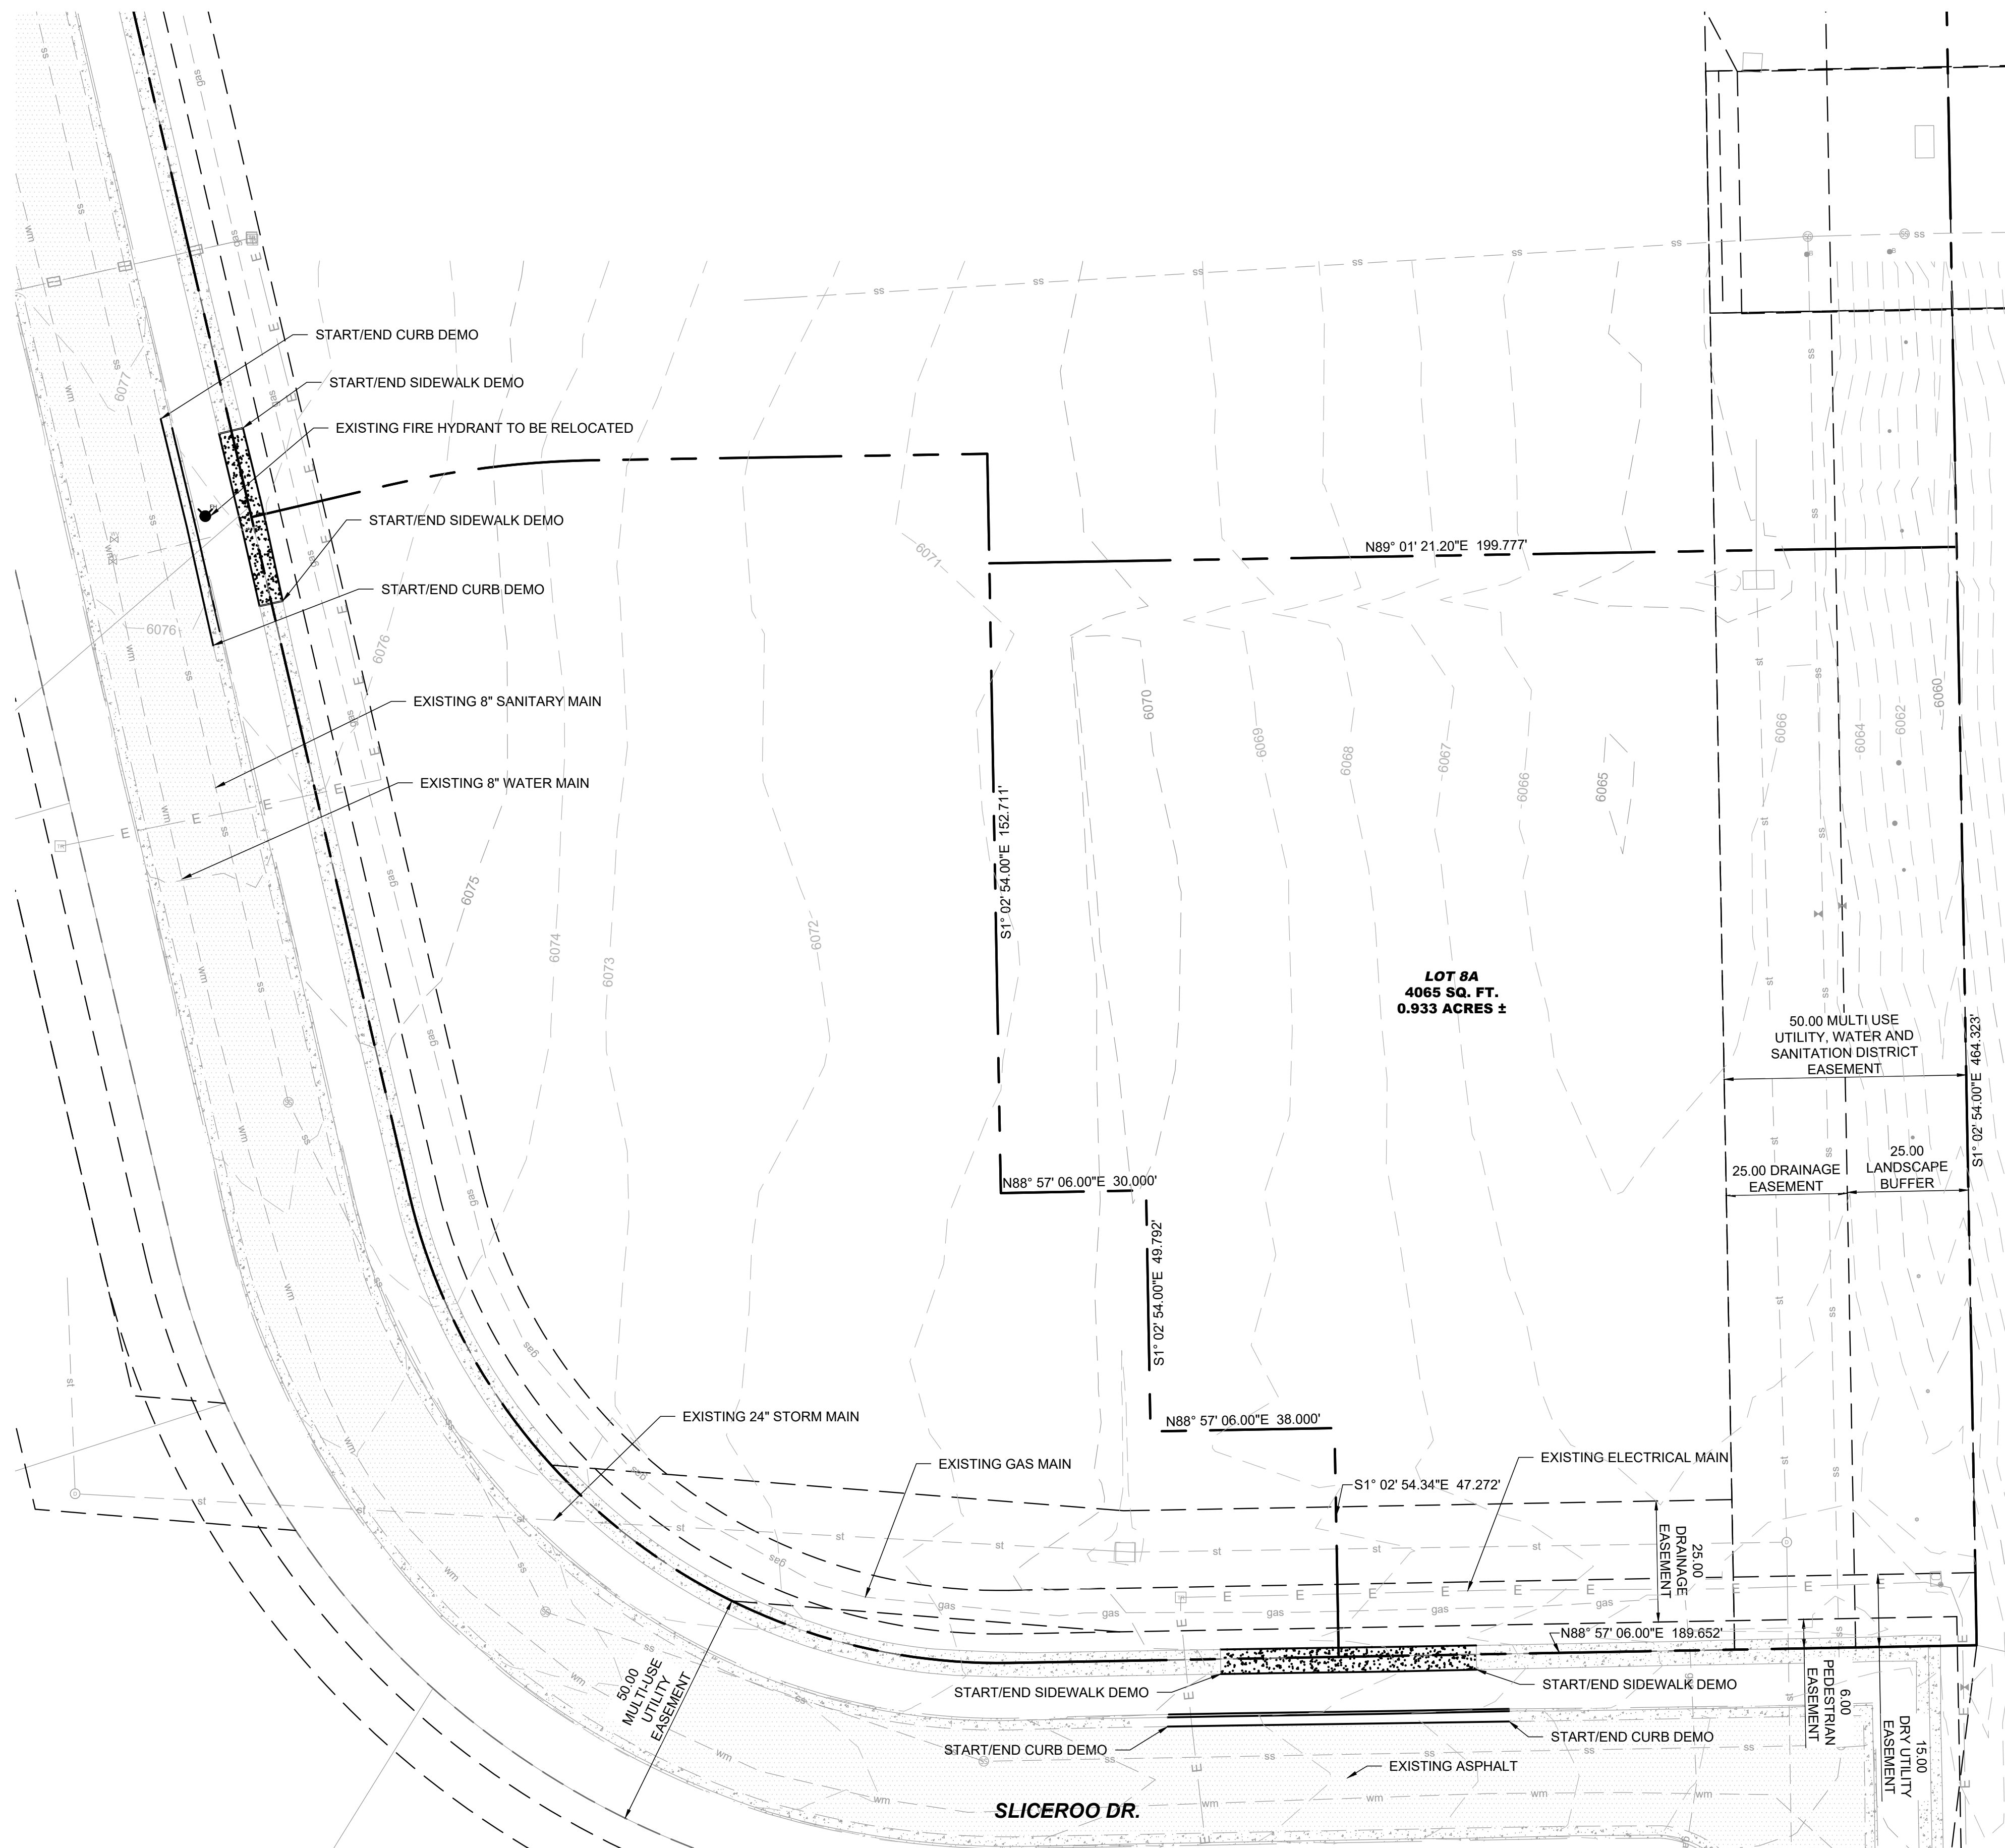 START/END CURB DEMO
START/END SIDEWALK DEMO
EXISTING FIRE HYDRANT TO BE RELOCATED
START/END SIDEWALK DEMO
START/END CURB DEMO
EXISTING 8" SANITARY MAIN
EXISTING 8" WATER MAIN
N89° 01' 21.20"E 199.777'
S1° 02' 54.00"E 152.711'
6077
6076
6076
6075
6074
6073
6072
6071
6070
6069
6068
6067
6066
6065
6066
6064
6062
6060
LOT 8A
4065 SQ. FT.
0.933 ACRES ±
50.00 MULTI USE
UTILITY, WATER AND
SANITATION DISTRICT
EASEMENT
S1° 02' 54.00"E 464.323'
25.00 DRAINAGE
EASEMENT
25.00
LANDSCAPE
BUFFER
N88° 57' 06.00"E 30.000'
S1° 02' 54.00"E 49.792'
N88° 57' 06.00"E 38.000'
S1° 02' 54.34"E 47.272'
EXISTING 24" STORM MAIN
EXISTING GAS MAIN
EXISTING ELECTRICAL MAIN
25.00
DRAINAGE
EASEMENT
N88° 57' 06.00"E 189.652'
START/END SIDEWALK DEMO
START/END SIDEWALK DEMO
START/END CURB DEMO
START/END CURB DEMO
EXISTING ASPHALT
50.00
MULTI-USE
UTILITY
EASEMENT
6.00
PEDESTRIAN
EASEMENT
15.00
DRY UTILITY
EASEMENT
SLICEROO DR.
ss
wm
gas
st
E